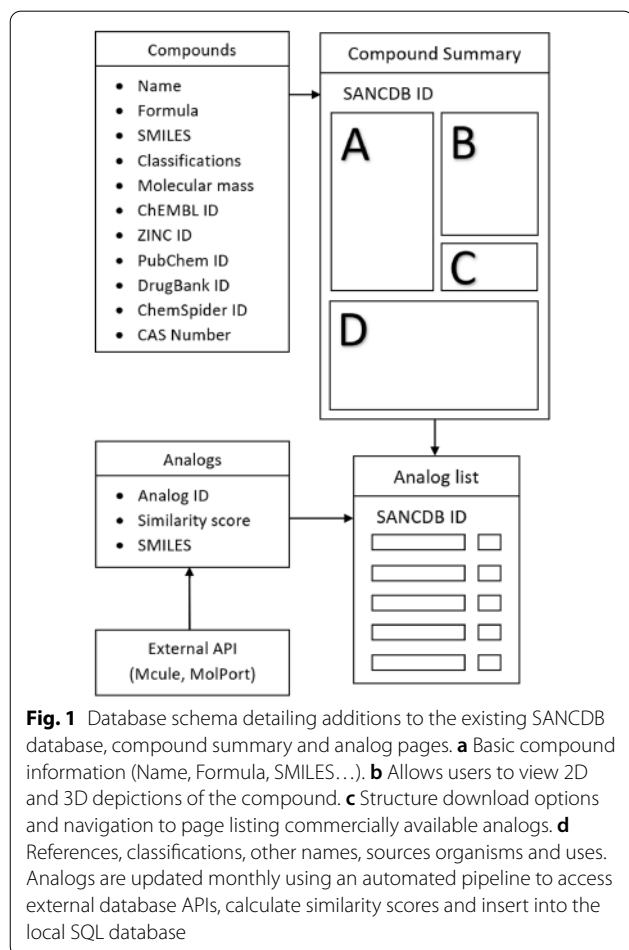 Compounds
• Name
• Formula
• SMILES
• Classifications
• Molecular mass
• ChEMBL ID
• ZINC ID
• PubChem ID
• DrugBank ID
• ChemSpider ID
• CAS Number
Compound Summary
SANCDB ID
A
B
C
D
Analogs
• Analog ID
• Similarity score
• SMILES
External API
(Mcule, MolPort)
Analog list
SANCDB ID
Fig. 1 Database schema detailing additions to the existing SANCDB
database, compound summary and analog pages. a Basic compound
information (Name, Formula, SMILES…). b Allows users to view 2D
and 3D depictions of the compound. c Structure download options
and navigation to page listing commercially available analogs. d
References, classifications, other names, sources organisms and uses.
Analogs are updated monthly using an automated pipeline to access
external database APIs, calculate similarity scores and insert into the
local SQL database